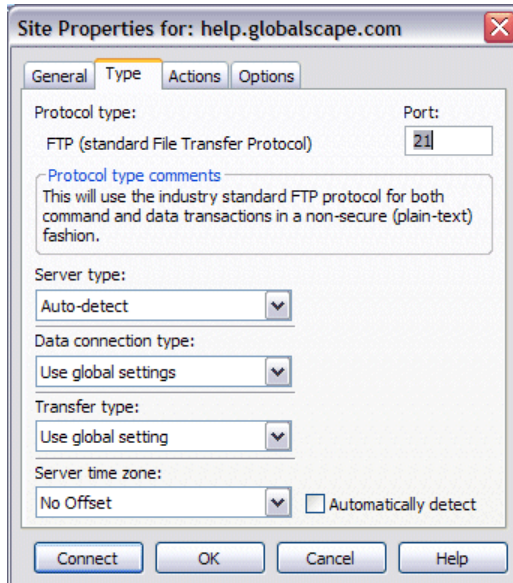 Site Properties for: help.globalscape.com
General Type Actions Options
Protocol type: Port:
FTP (standard File Transfer Protocol) 21
Protocol type comments
This will use the industry standard FTP protocol for both
command and data transactions in a non-secure (plain-text)
fashion.
Server type:
Auto-detect
Data connection type:
Use global settings
Transfer type:
Use global setting
Server time zone:
No Offset Automatically detect
Connect OK Cancel Help